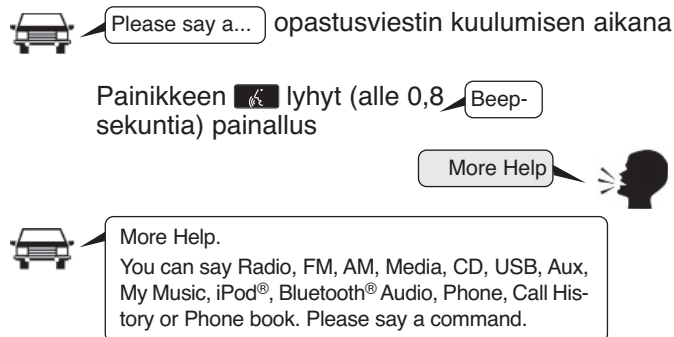 Please say a... opastusviestin kuulumisen aikana
Painikkeen lyhyt (alle 0,8 Beep-
sekuntia) painallus
More Help
More Help.
You can say Radio, FM, AM, Media, CD, USB, Aux,
My Music, iPod®, Bluetooth® Audio, Phone, Call His-
tory or Phone book. Please say a command.